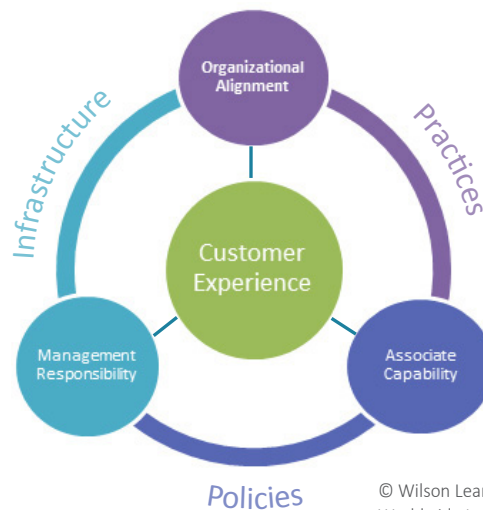 Organizational
Alignment
Infrastructure
Practices
Customer
Experience
Management
Responsibility
Associate
Capability
Policies
© Wilson Lear